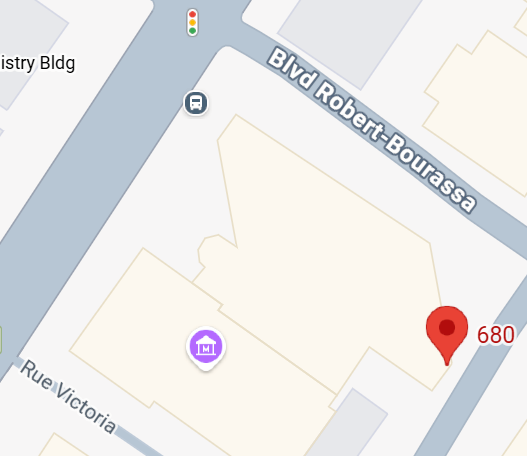 istry Bldg
Blvd Robert-Bourassa
680
Rue Victoria
M